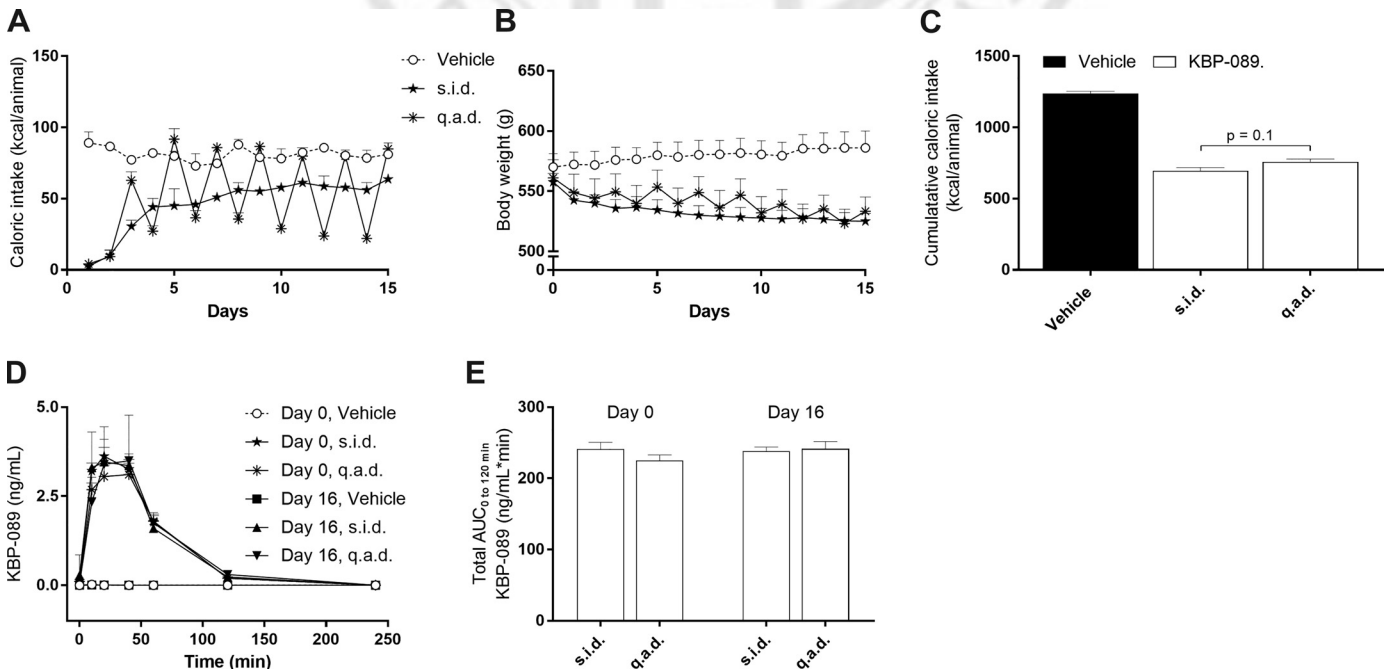 A
Caloric intake (kcal/animal)
150
100
50
0
0
5
10
15
Days
Vehicle
s.i.d.
q.a.d.
B
Body weight (g)
650
600
550
500
0
0
5
10
15
Days
C
Cumulatative caloric intake
(kcal/animal)
1500
1000
500
0
Vehicle
KBP-089.
p = 0.1
Vehicle
s.i.d.
q.a.d.
D
KBP-089 (ng/mL)
5.0
2.5
0.0
0
50
100
150
200
250
Time (min)
Day 0, Vehicle
Day 0, s.i.d.
Day 0, q.a.d.
Day 16, Vehicle
Day 16, s.i.d.
Day 16, q.a.d.
E
Total AUC0 to 120 min
KBP-089 (ng/mL*min)
300
200
100
0
Day 0
Day 16
s.i.d.
q.a.d.
s.i.d.
q.a.d.